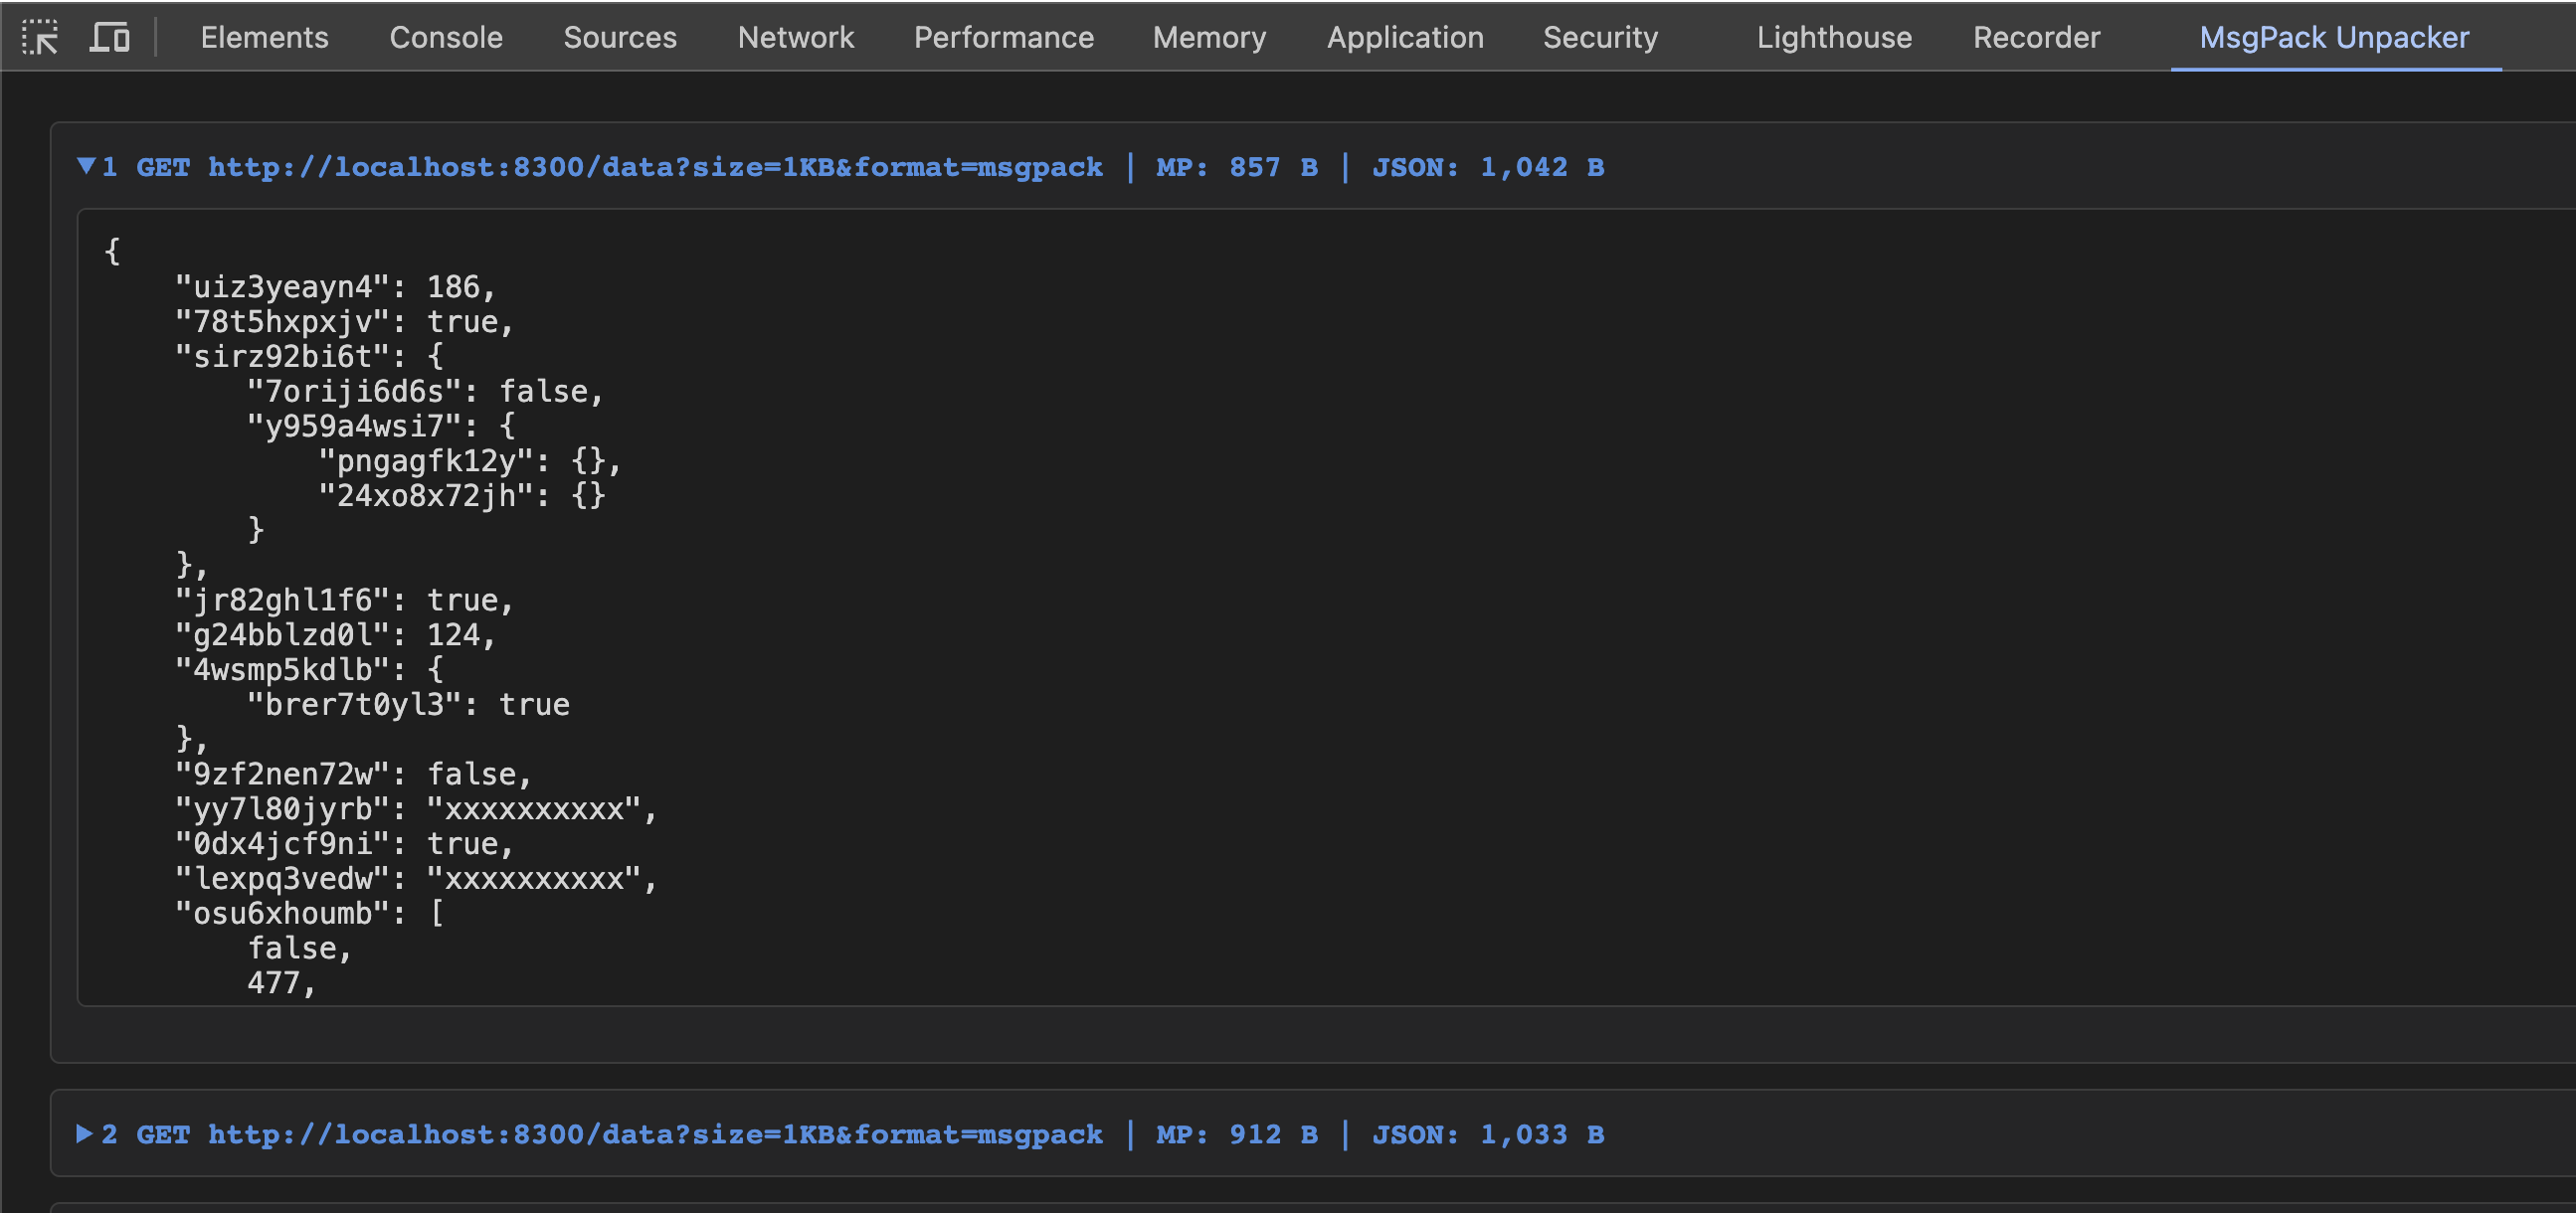 Elements Console Sources Network Performance Memory Application Security Lighthouse Recorder MsgPack Unpacker
▼1 GET http://localhost:8300/data?size=1KB&format=msgpack | MP: 857 B | JSON: 1,042 B
{
    "uiz3yeayn4": 186,
    "78t5hxpxjv": true,
    "sirz92bi6t": {
        "7oriji6d6s": false,
        "y959a4wsi7": {
            "pngagfk12y": {},
            "24xo8x72jh": {}
        }
    },
    "jr82ghl1f6": true,
    "g24bblzd0l": 124,
    "4wsmp5kdlb": {
        "brer7t0yl3": true
    },
    "9zf2nen72w": false,
    "yy7l80jyrb": "xxxxxxxxxx",
    "0dx4jcf9ni": true,
    "lexpq3vedw": "xxxxxxxxxx",
    "osu6xhoumb": [
        false,
        477,
▶2 GET http://localhost:8300/data?size=1KB&format=msgpack | MP: 912 B | JSON: 1,033 B